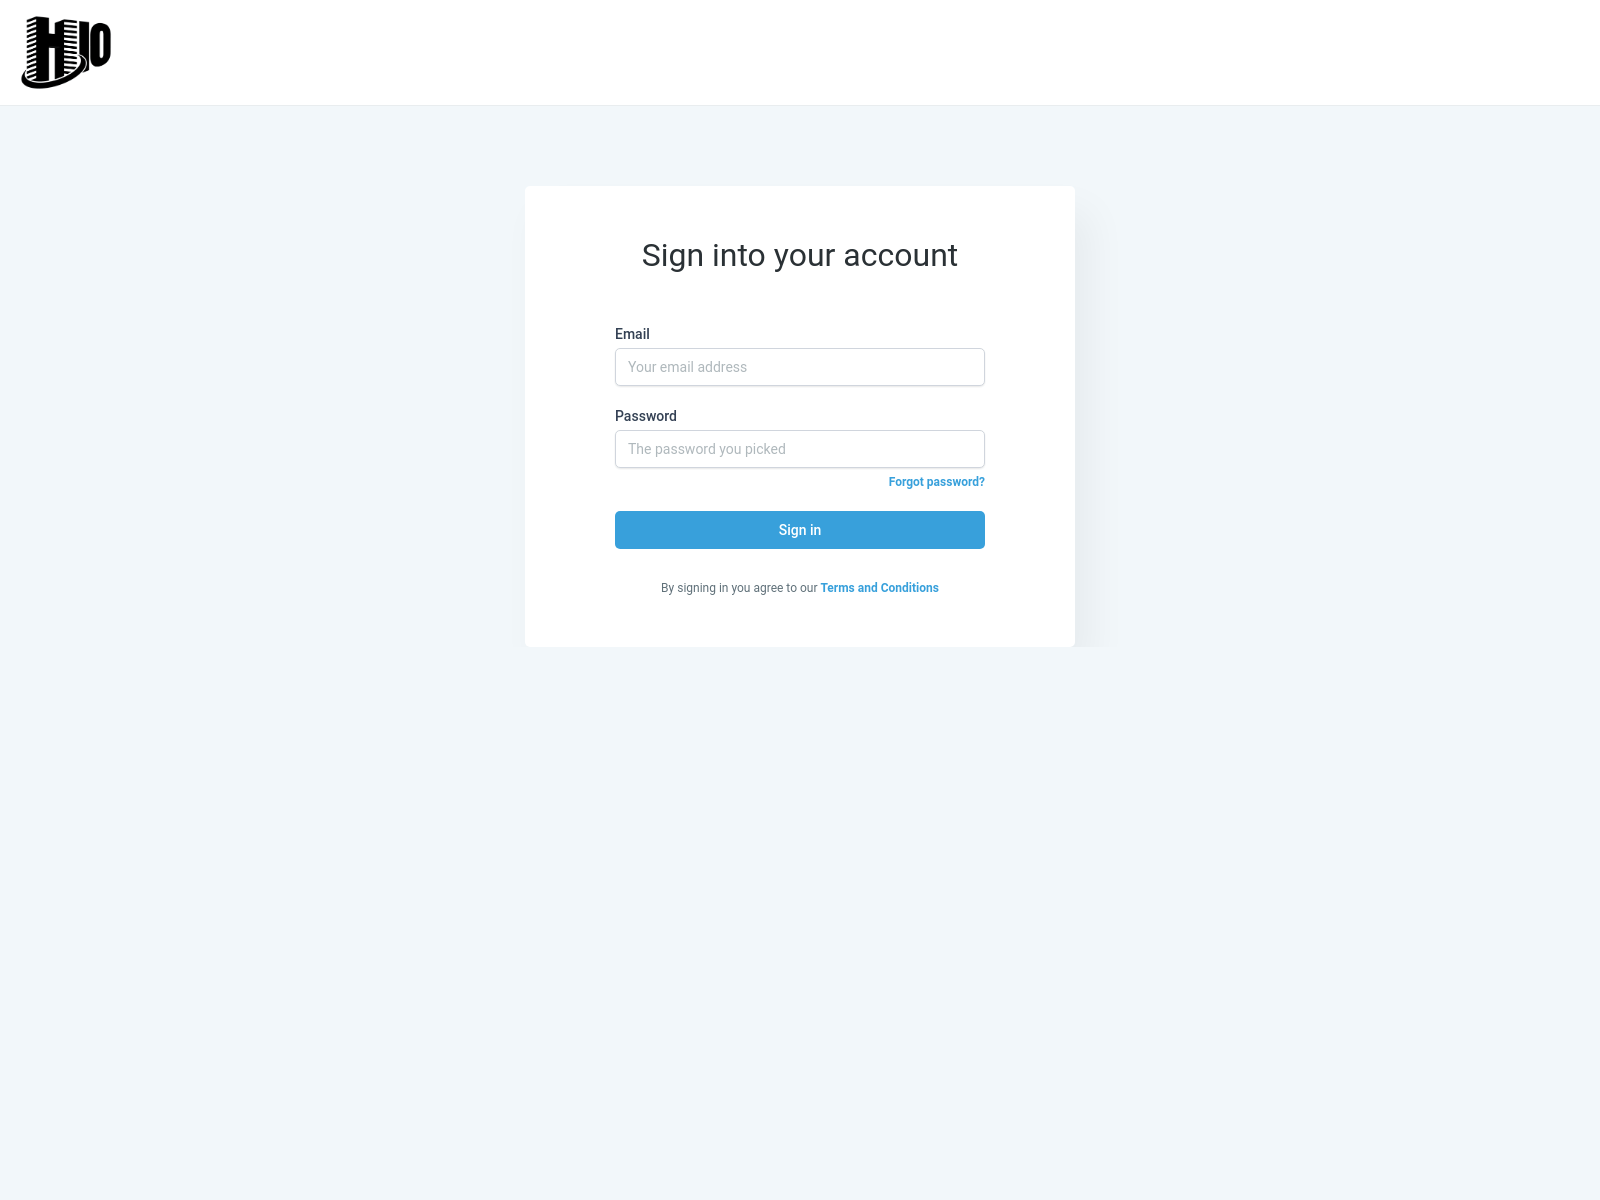 HIO
Sign into your account
Email
Your email address
Password
The password you picked
Forgot password?
Sign in
By signing in you agree to our Terms and Conditions